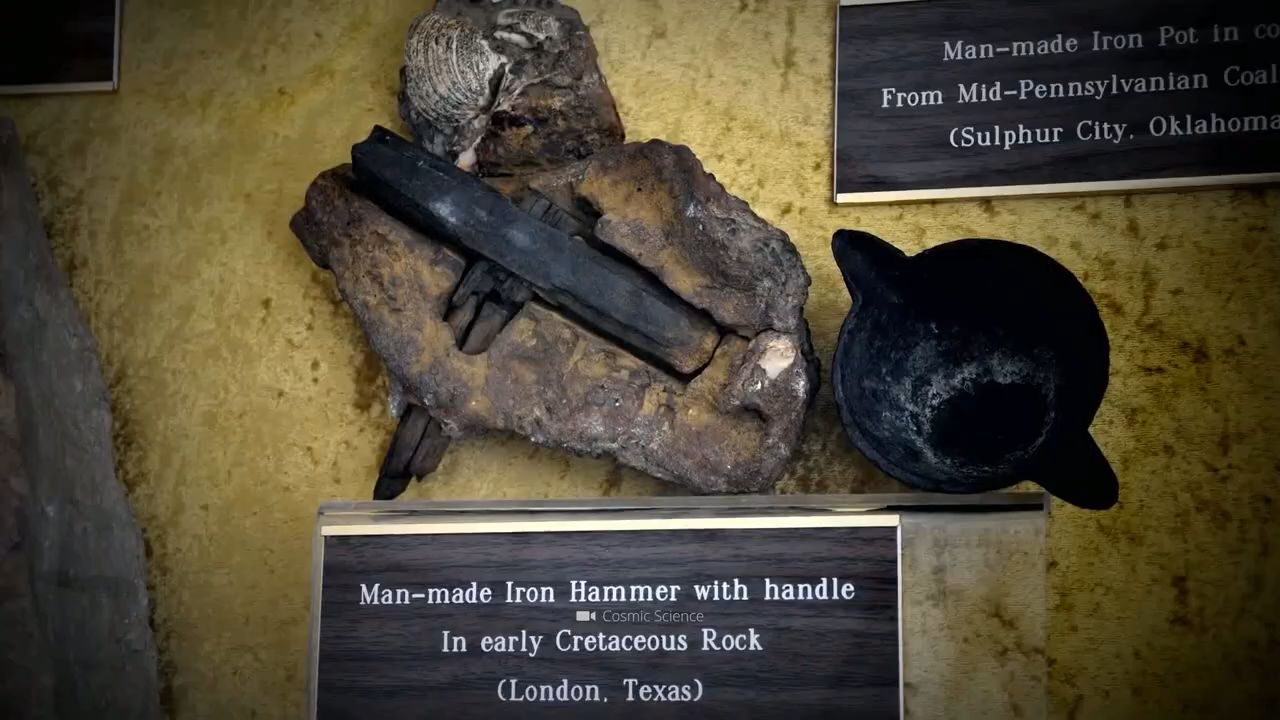 Man-made Iron Pot in
From Mid-Pennsylvanian Coal
(Sulphur City, Oklahoma
Man-made Iron Hammer with handle
Cosmic Science
In early Cretaceous Rock
(London, Texas)